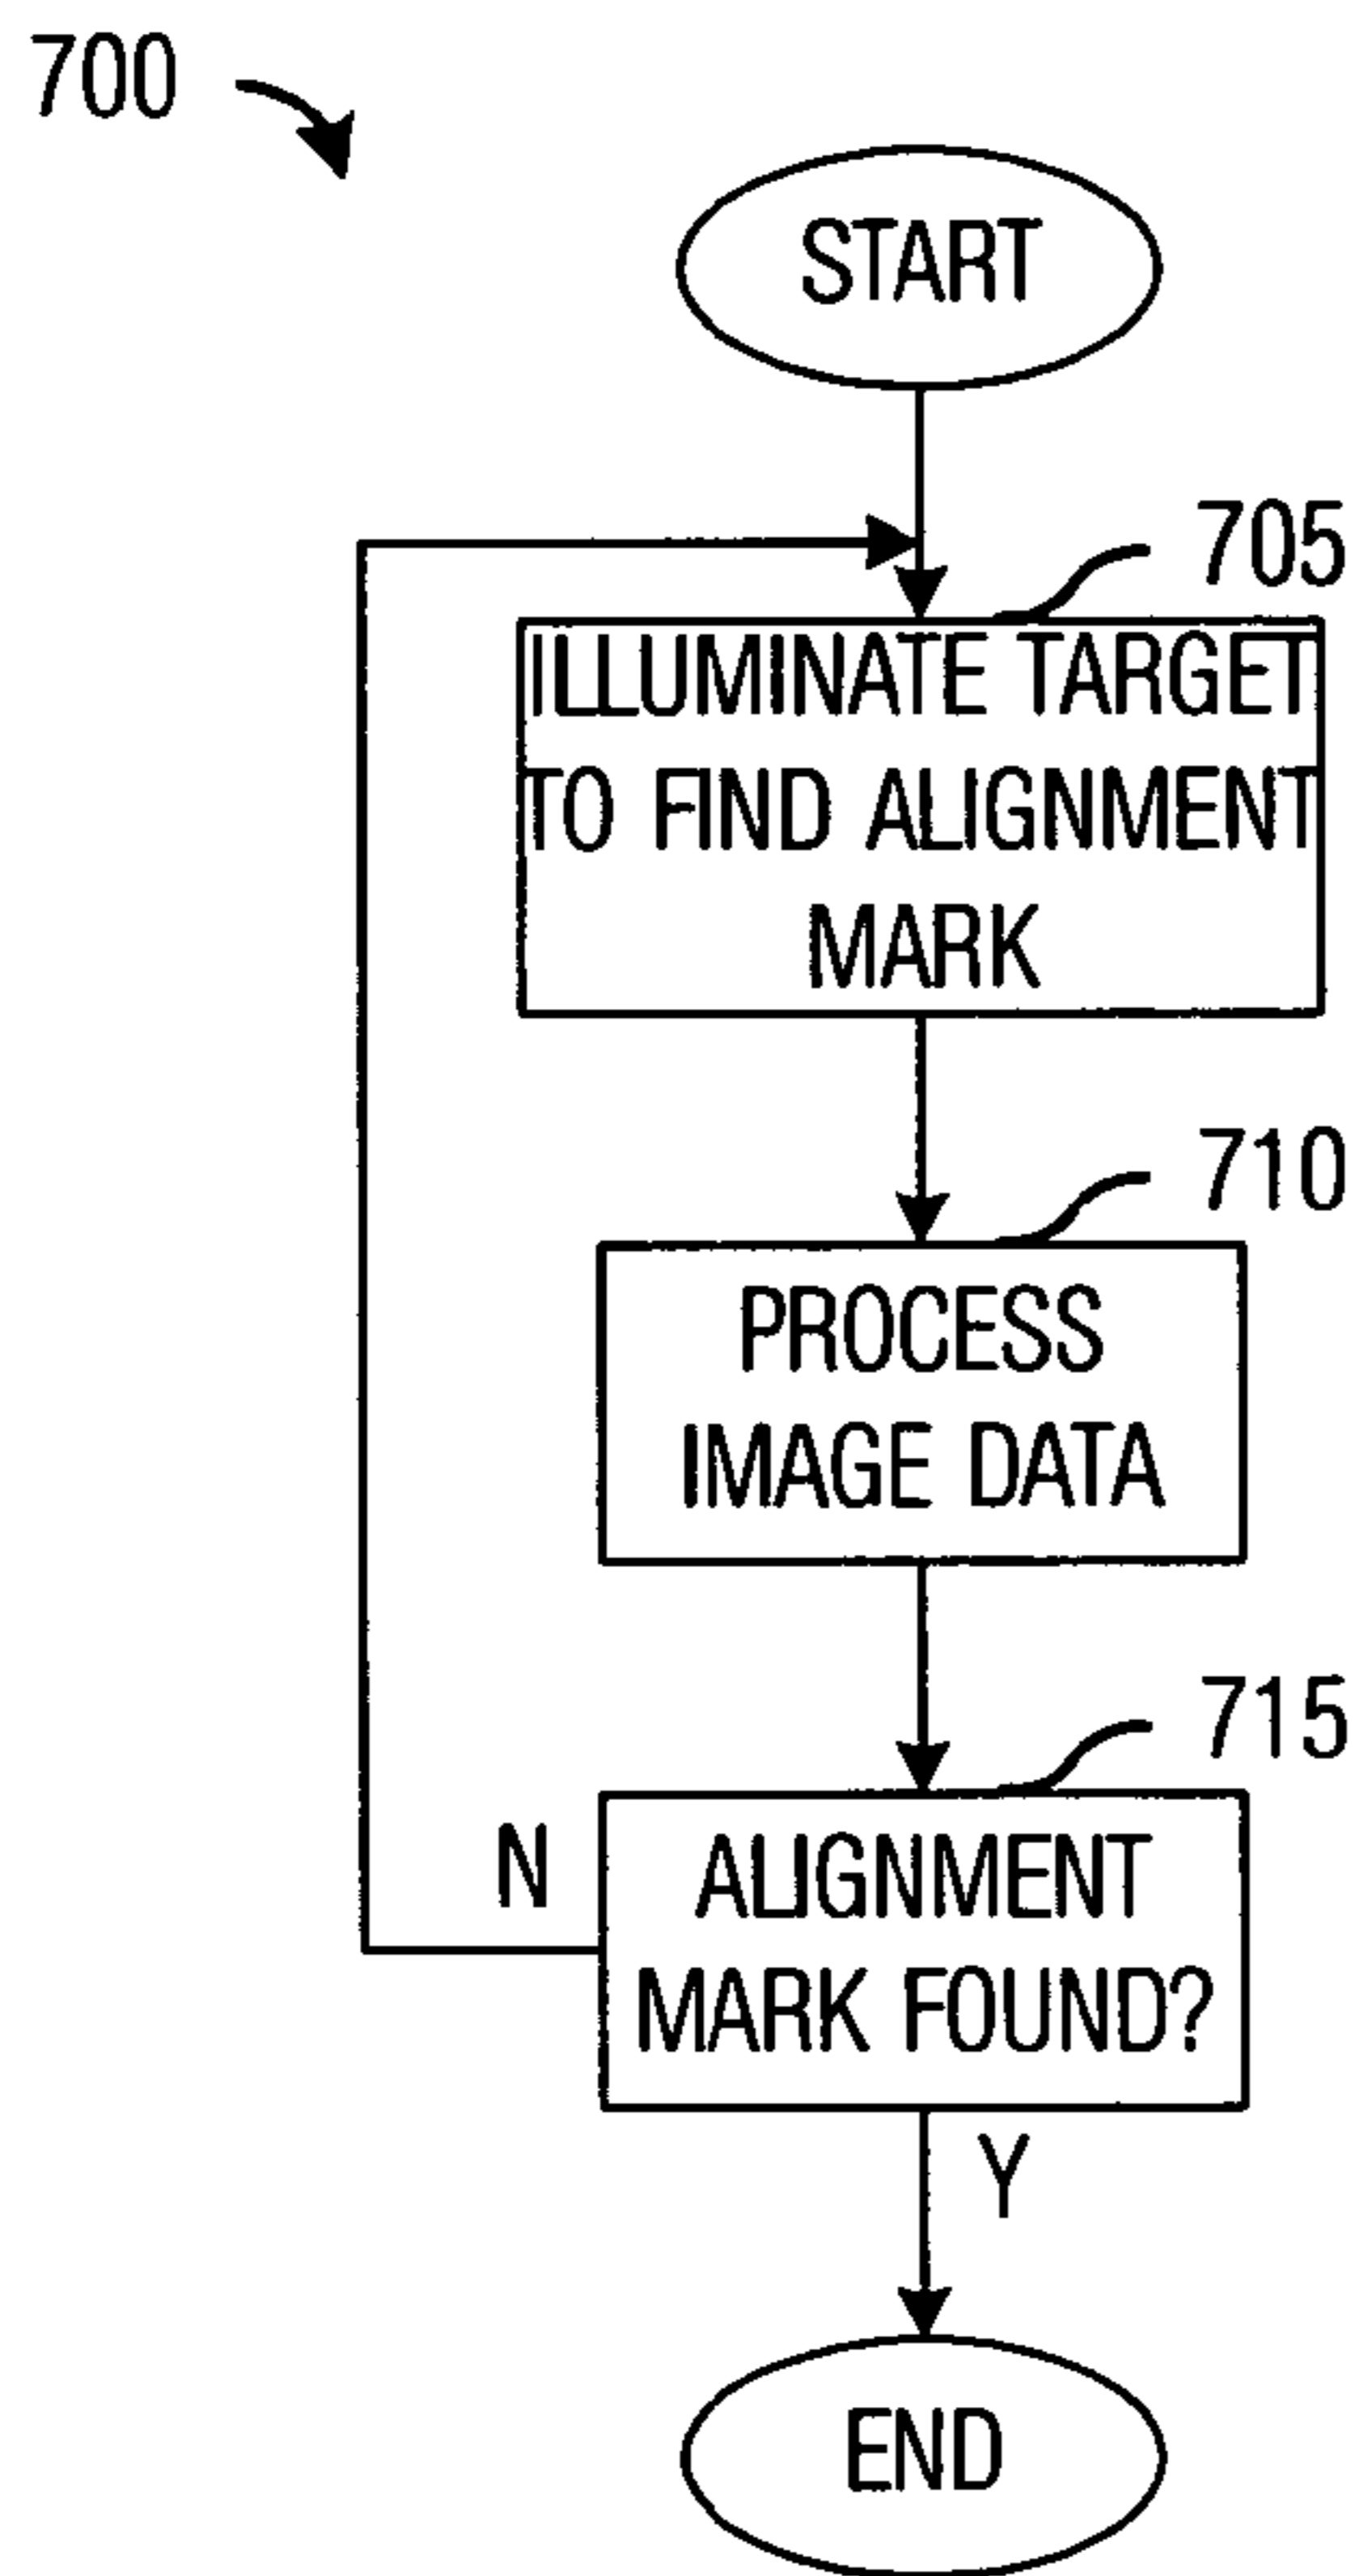 700
START
705
ILLUMINATE TARGET
TO FIND ALIGNMENT
MARK
710
PROCESS
IMAGE DATA
715
N
ALIGNMENT
MARK FOUND?
Y
END